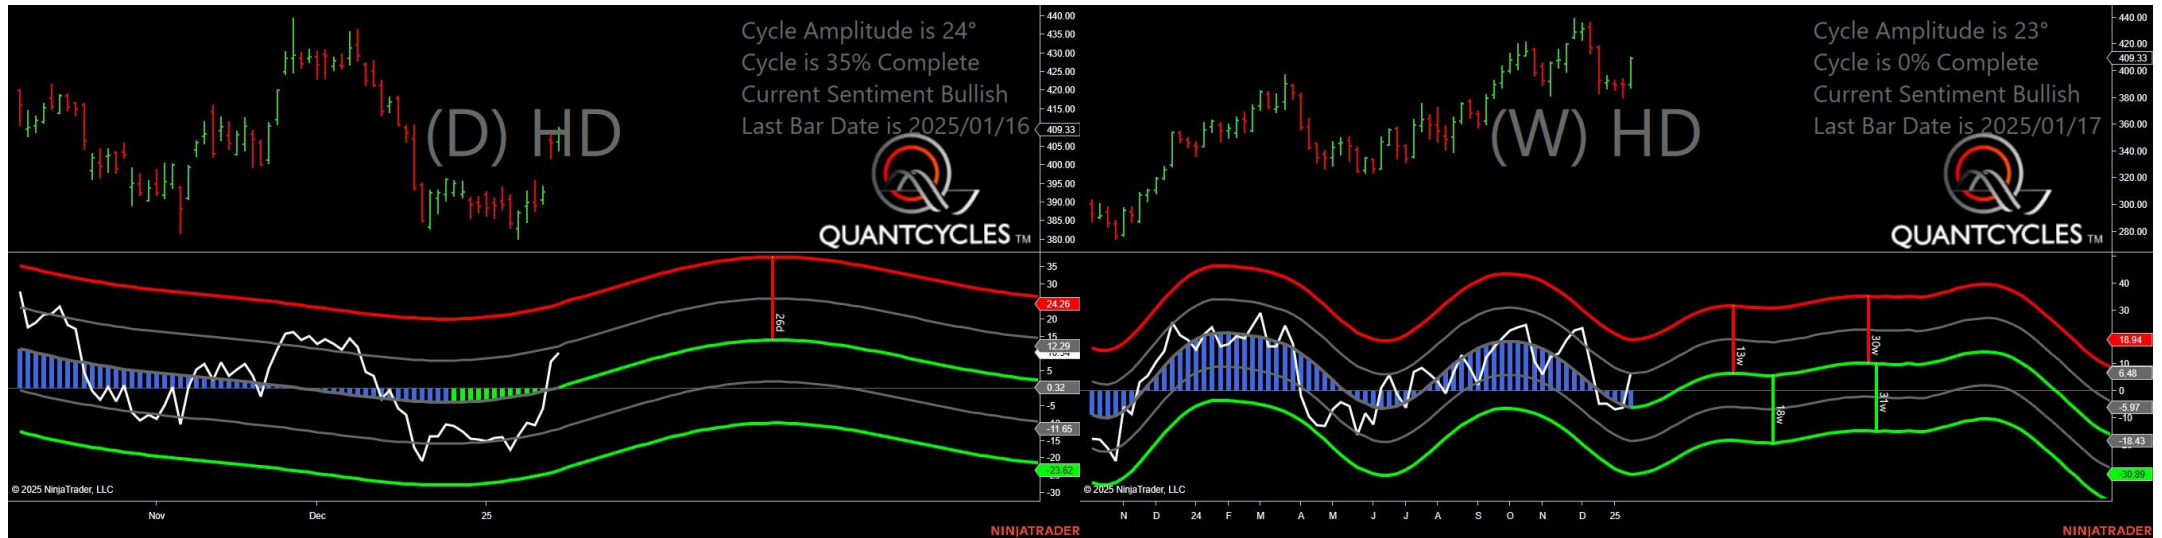 Cycle Amplitude is 24°
Cycle is 35% Complete
Current Sentiment Bullish
Last Bar Date is 2025/01/16
(D) HD
QUANTCYCLES TM
440.00
435.00
430.00
425.00
420.00
415.00
409.33
405.00
400.00
395.00
390.00
385.00
380.00
35
30
24.26
20
15
12.29
5
0.32
-5
-11.65
-15
-20
-23.62
-30
26d
© 2025 NinjaTrader, LLC
Nov
Dec
25
NINJATRADER
Cycle Amplitude is 23°
Cycle is 0% Complete
Current Sentiment Bullish
Last Bar Date is 2025/01/17
(W) HD
QUANTCYCLES TM
440.00
420.00
409.33
400.00
380.00
360.00
340.00
320.00
300.00
280.00
40
30
18.94
10
6.48
0
-5.97
-10
-18.43
-30.89
13w
18w
30w
31w
© 2025 NinjaTrader, LLC
N D 24 F M A M J J A S O N D 25
NINJATRADER